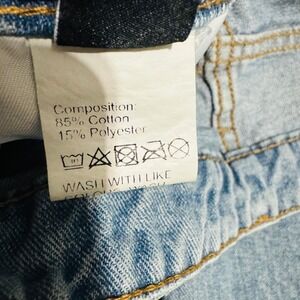 Composition:
85% Cotton
15% Polyester
WASH WITH LIKE